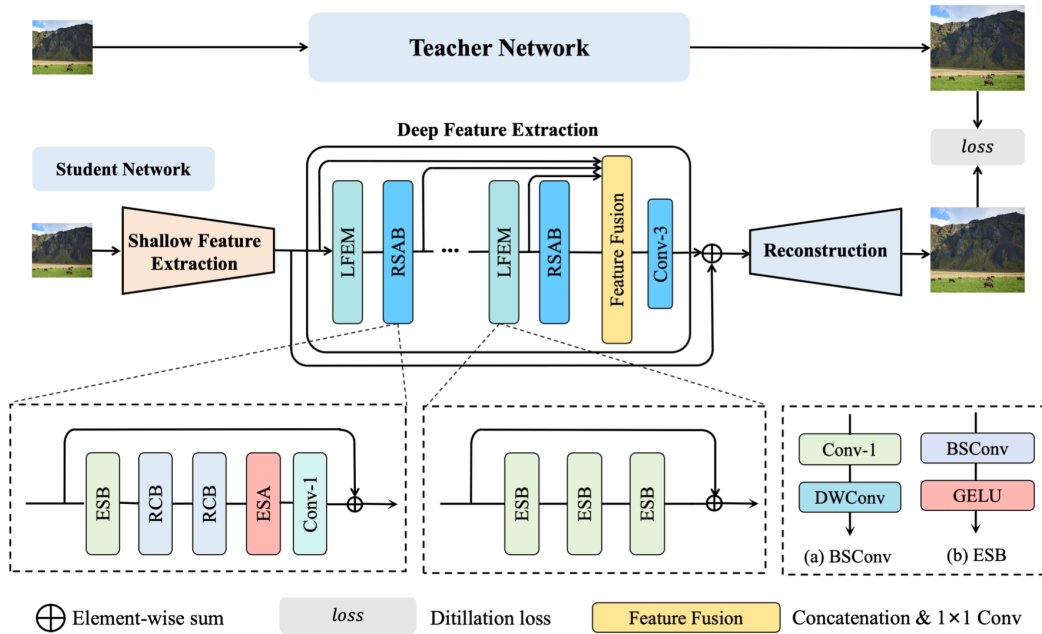 Teacher Network
Deep Feature Extraction
loss
Student Network
Shallow Feature
Extraction
LFEM
RSAB
...
LFEM
RSAB
Feature Fusion
Conv-3
Reconstruction
ESB
RCB
RCB
ESA
Conv-1
ESB
ESB
ESB
Conv-1
DWConv
(a) BSConv
BSConv
GELU
(b) ESB
Element-wise sum
loss
Ditillation loss
Feature Fusion
Concatenation & 1×1 Conv